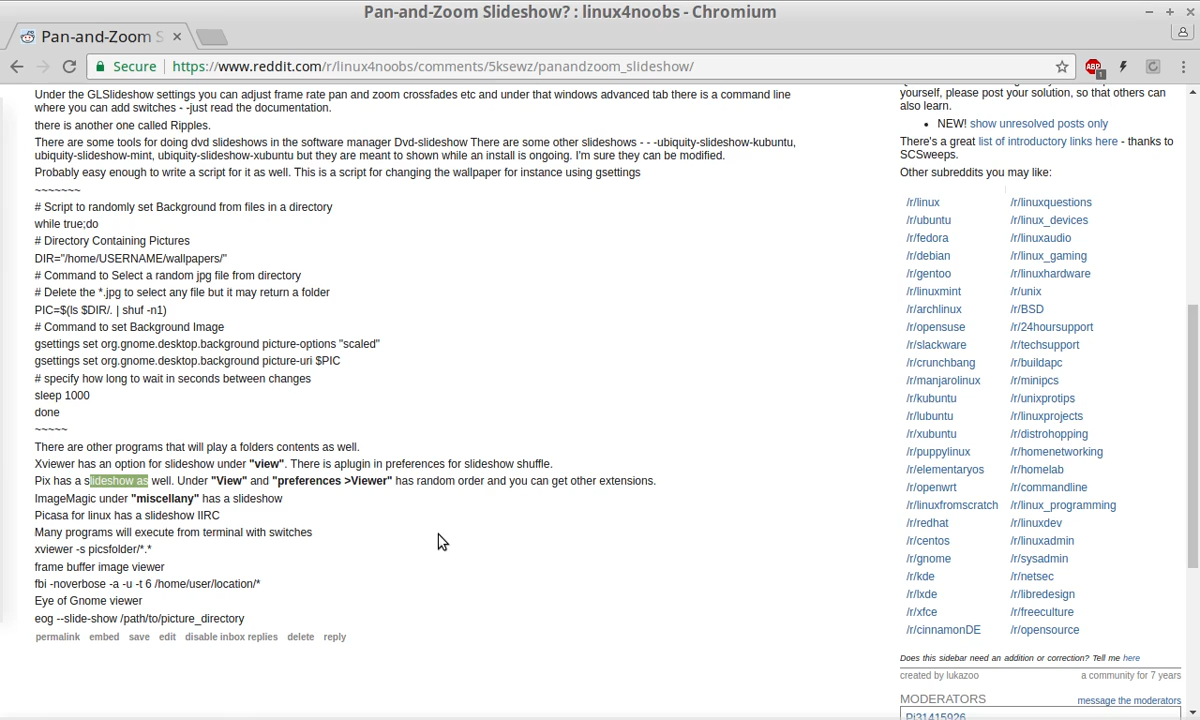 Pan-and-Zoom Slideshow? : linux4noobs - Chromium
Pan-and-Zoom S
Secure
https://www.reddit.com/r/linux4noobs/comments/5ksewz/panandzoom_slideshow/
ABP
1
Under the GLSlideshow settings you can adjust frame rate pan and zoom crossfades etc and under that windows advanced tab there is a command line
where you can add switches - -just read the documentation.
there is another one called Ripples.
There are some tools for doing dvd slideshows in the software manager Dvd-slideshow There are some other slideshows - - -ubiquity-slideshow-kubuntu,
ubiquity-slideshow-mint, ubiquity-slideshow-xubuntu but they are meant to shown while an install is ongoing. I'm sure they can be modified.
Probably easy enough to write a script for it as well. This is a script for changing the wallpaper for instance using gsettings
~~~~~~~
# Script to randomly set Background from files in a directory
while true;do
# Directory Containing Pictures
DIR="/home/USERNAME/wallpapers/"
# Command to Select a random jpg file from directory
# Delete the *.jpg to select any file but it may return a folder
PIC=$(ls $DIR/. | shuf -n1)
# Command to set Background Image
gsettings set org.gnome.desktop.background picture-options "scaled"
gsettings set org.gnome.desktop.background picture-uri $PIC
# specify how long to wait in seconds between changes
sleep 1000
done
~~~~~
There are other programs that will play a folders contents as well.
Xviewer has an option for slideshow under "view". There is aplugin in preferences for slideshow shuffle.
Pix has a slideshow as well. Under "View" and "preferences >Viewer" has random order and you can get other extensions.
ImageMagic under "miscellany" has a slideshow
Picasa for linux has a slideshow IIRC
Many programs will execute from terminal with switches
xviewer -s picsfolder/*.*
frame buffer image viewer
fbi -noverbose -a -u -t 6 /home/user/location/*
Eye of Gnome viewer
eog --slide-show /path/to/picture_directory
permalink embed save edit disable inbox replies delete reply
yourself, please post your solution, so that others can
also learn.
• NEW! show unresolved posts only
There's a great list of introductory links here - thanks to
SCSweeps.
Other subreddits you may like:
/r/linux /r/linuxquestions
/r/ubuntu /r/linux_devices
/r/fedora /r/linuxaudio
/r/debian /r/linux_gaming
/r/gentoo /r/linuxhardware
/r/linuxmint /r/unix
/r/archlinux /r/BSD
/r/opensuse /r/24hoursupport
/r/slackware /r/techsupport
/r/crunchbang /r/buildapc
/r/manjarolinux /r/minipcs
/r/kubuntu /r/unixprotips
/r/lubuntu /r/linuxprojects
/r/xubuntu /r/distrohopping
/r/puppylinux /r/homenetworking
/r/elementaryos /r/homelab
/r/openwrt /r/commandline
/r/linuxfromscratch /r/linux_programming
/r/redhat /r/linuxdev
/r/centos /r/linuxadmin
/r/gnome /r/sysadmin
/r/kde /r/netsec
/r/lxde /r/libredesign
/r/xfce /r/freeculture
/r/cinnamonDE /r/opensource
Does this sidebar need an addition or correction? Tell me here
created by lukazoo a community for 7 years
MODERATORS message the moderators
Pi31415926